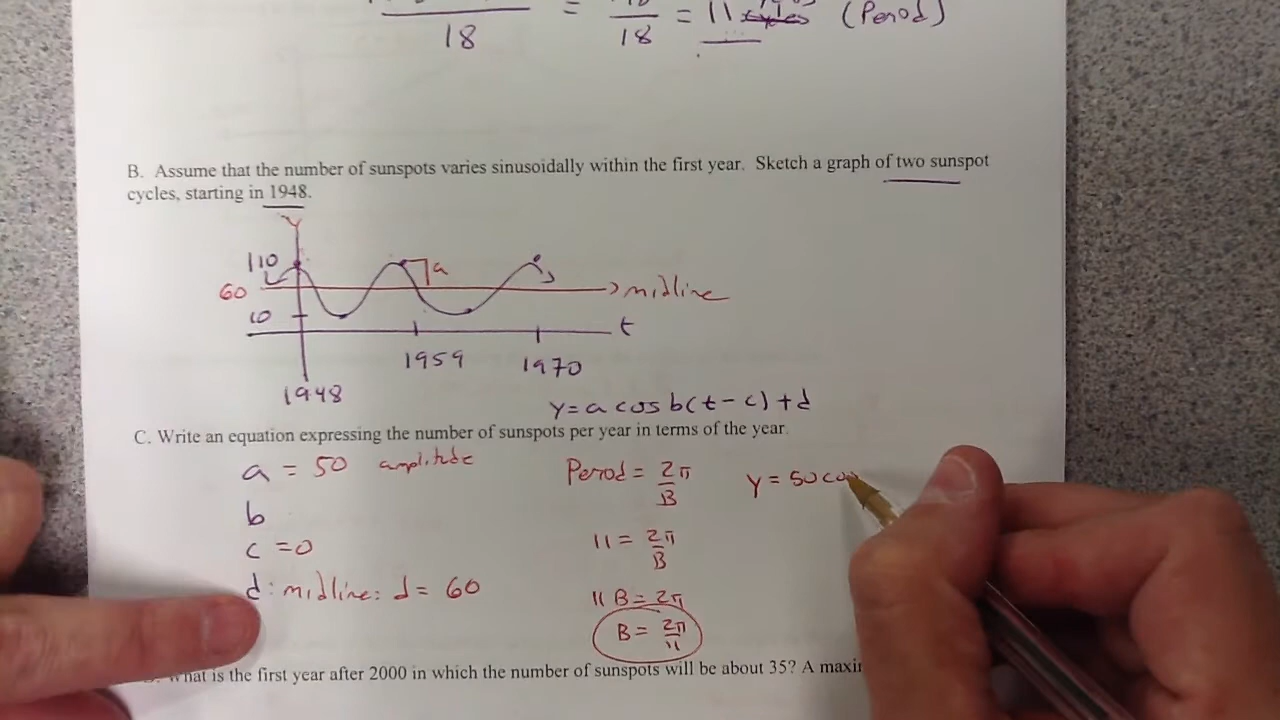 18 = 18 = 11 (Period)
B. Assume that the number of sunspots varies sinusoidally within the first year. Sketch a graph of two sunspot
cycles, starting in 1948.
Y
110
a
60
midline
10
t
1959
1970
1948
Y = a cos b(t - c) + d
C. Write an equation expressing the number of sunspots per year in terms of the year.
a = 50 amplitude
Period = 2π/B
y = 50 cos
b
c = 0
11 = 2π/B
d: midline: d = 60
11 B = 2π
B = 2π/11
What is the first year after 2000 in which the number of sunspots will be about 35? A